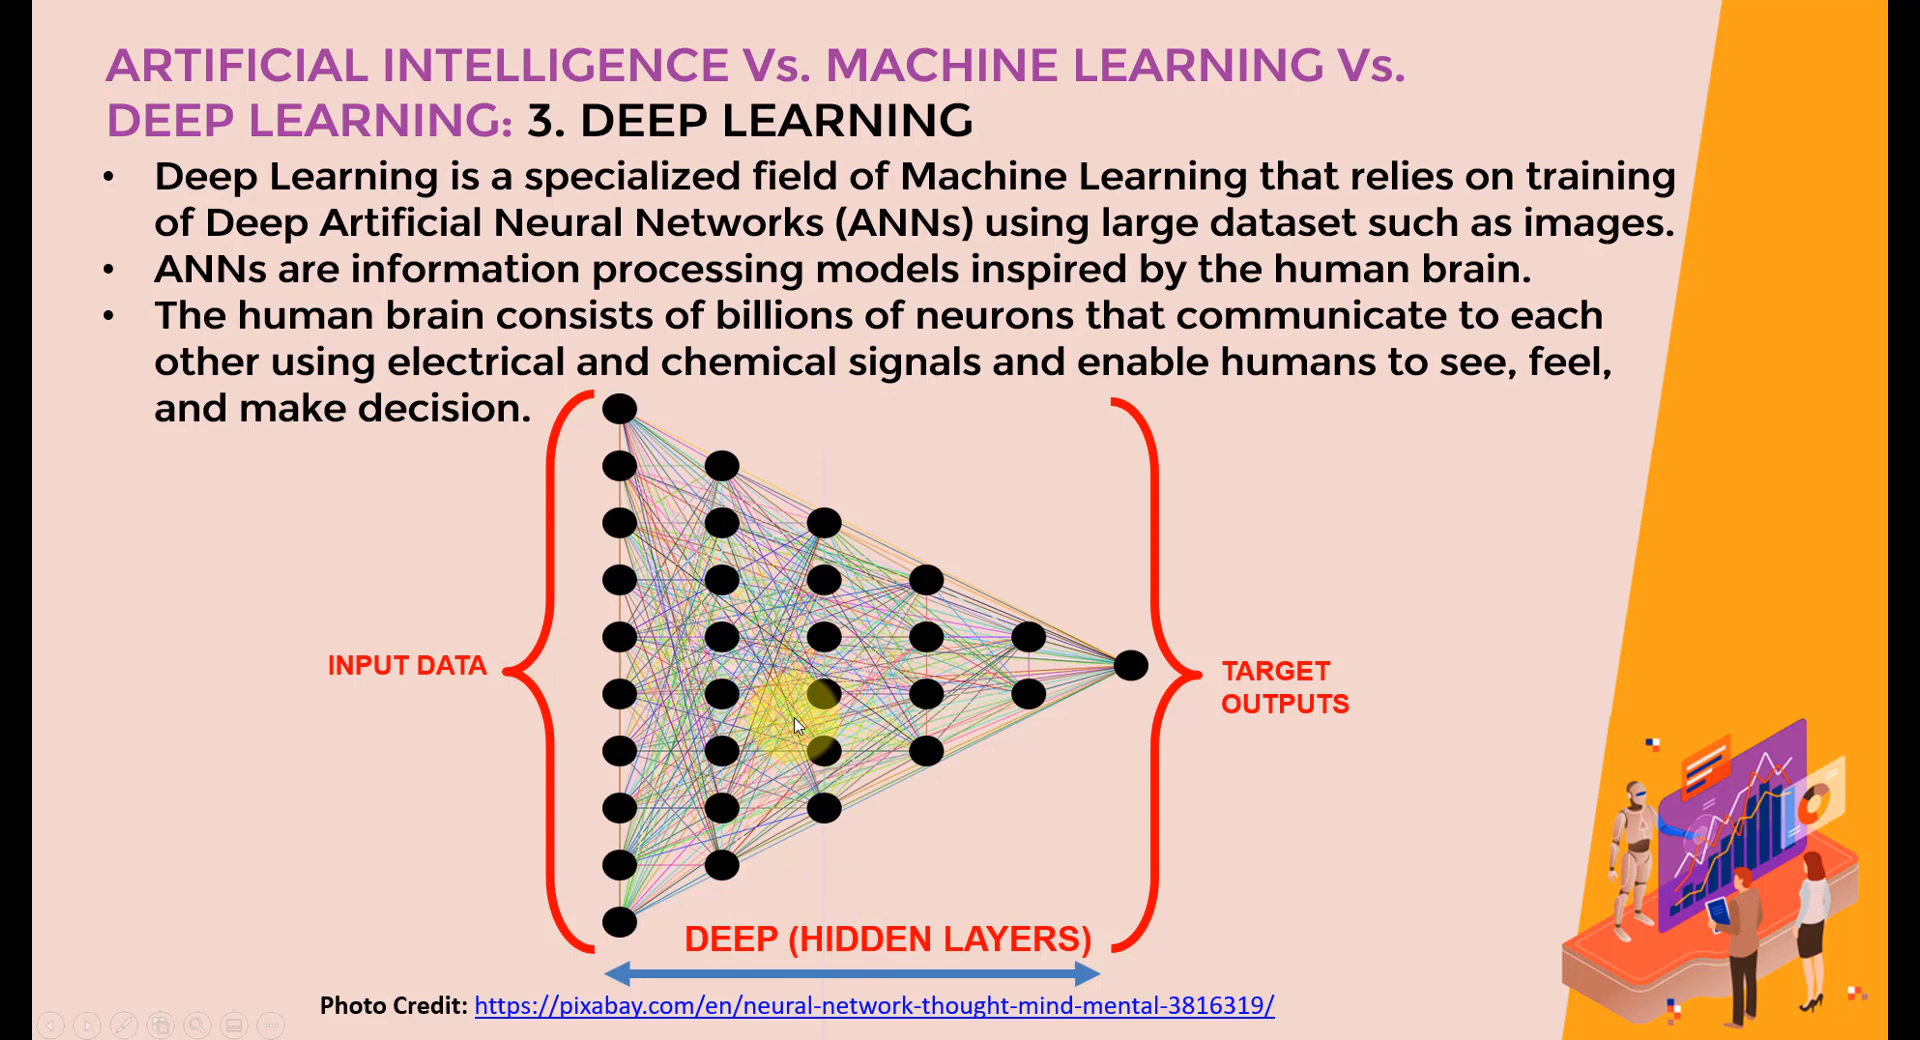 ARTIFICIAL INTELLIGENCE Vs. MACHINE LEARNING Vs.
DEEP LEARNING: 3. DEEP LEARNING
• Deep Learning is a specialized field of Machine Learning that relies on training
of Deep Artificial Neural Networks (ANNs) using large dataset such as images.
• ANNs are information processing models inspired by the human brain.
• The human brain consists of billions of neurons that communicate to each
other using electrical and chemical signals and enable humans to see, feel,
and make decision.
INPUT DATA
TARGET
OUTPUTS
DEEP (HIDDEN LAYERS)
Photo Credit: https://pixabay.com/en/neural-network-thought-mind-mental-3816319/